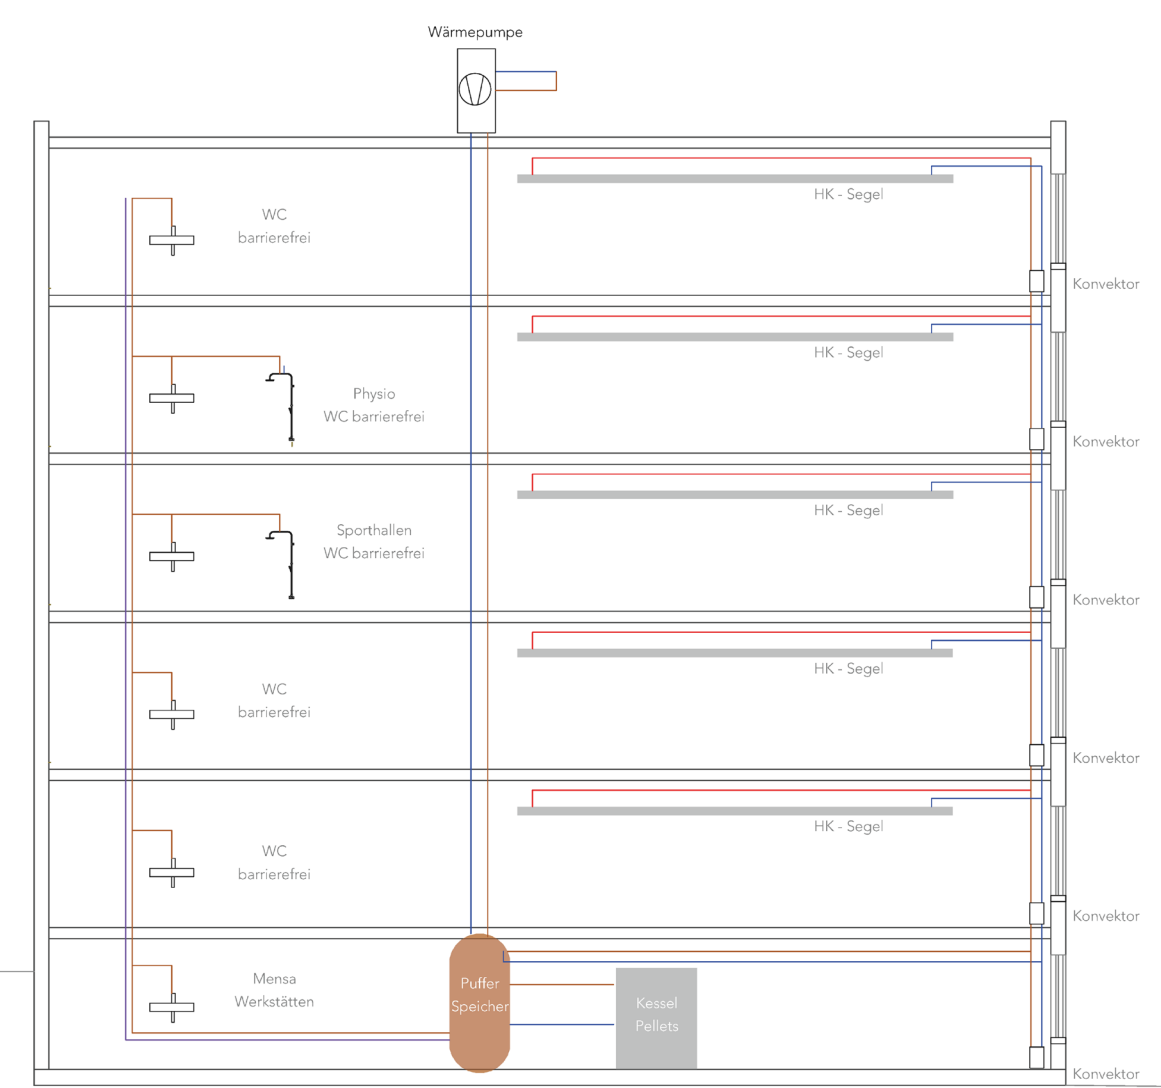 Wärmepumpe
HK - Segel
WC
barrierefrei
Konvektor
HK - Segel
Physio
WC barrierefrei
Konvektor
HK - Segel
Sporthallen
WC barrierefrei
Konvektor
HK - Segel
WC
barrierefrei
Konvektor
HK - Segel
WC
barrierefrei
Konvektor
Mensa
Werkstätten
Puffer
Speicher
Kessel
Pellets
Konvektor